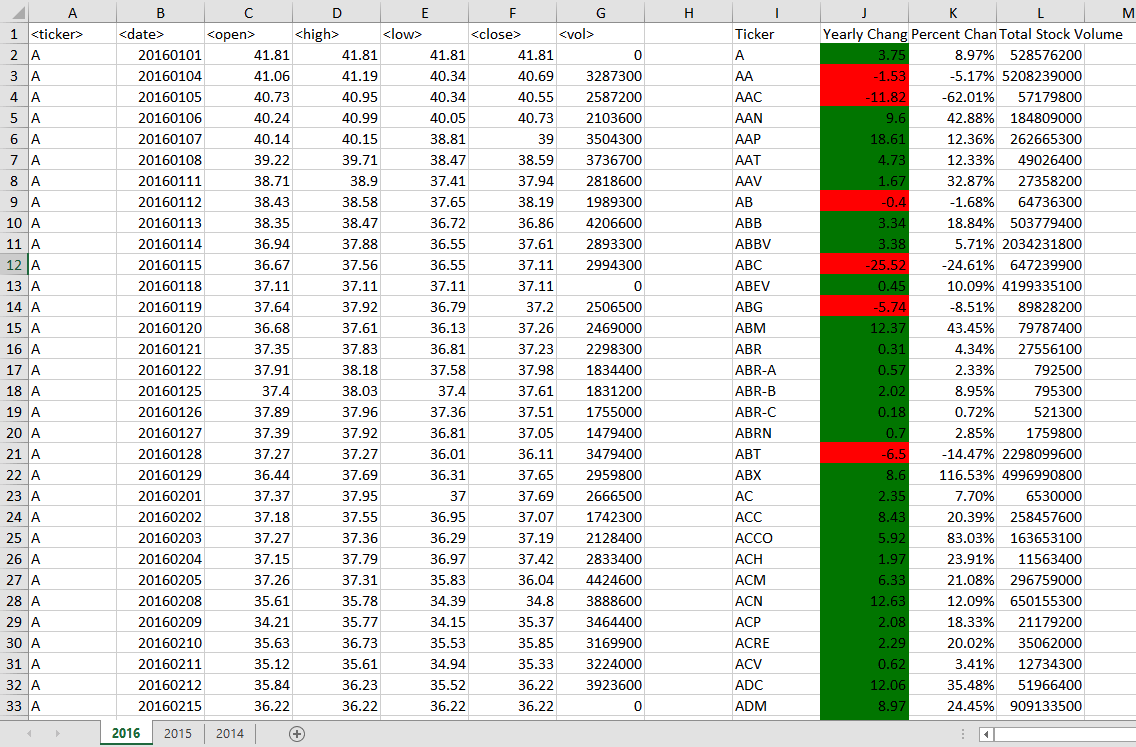 A B C D E F G H I J K L M
1 <ticker> <date> <open> <high> <low> <close> <vol> Ticker Yearly Chang Percent Chan Total Stock Volume
2 A 20160101 41.81 41.81 41.81 41.81 0 A 3.75 8.97% 528576200
3 A 20160104 41.06 41.19 40.34 40.69 3287300 AA -1.53 -5.17% 5208239000
4 A 20160105 40.73 40.95 40.34 40.55 2587200 AAC -11.82 -62.01% 57179800
5 A 20160106 40.24 40.99 40.05 40.73 2103600 AAN 9.6 42.88% 184809000
6 A 20160107 40.14 40.15 38.81 39 3504300 AAP 18.61 12.36% 262665300
7 A 20160108 39.22 39.71 38.47 38.59 3736700 AAT 4.73 12.33% 49026400
8 A 20160111 38.71 38.9 37.41 37.94 2818600 AAV 1.67 32.87% 27358200
9 A 20160112 38.43 38.58 37.65 38.19 1989300 AB -0.4 -1.68% 64736300
10 A 20160113 38.35 38.47 36.72 36.86 4206600 ABB 3.34 18.84% 503779400
11 A 20160114 36.94 37.88 36.55 37.61 2893300 ABBV 3.38 5.71% 2034231800
12 A 20160115 36.67 37.56 36.55 37.11 2994300 ABC -25.52 -24.61% 647239900
13 A 20160118 37.11 37.11 37.11 37.11 0 ABEV 0.45 10.09% 4199335100
14 A 20160119 37.64 37.92 36.79 37.2 2506500 ABG -5.74 -8.51% 89828200
15 A 20160120 36.68 37.61 36.13 37.26 2469000 ABM 12.37 43.45% 79787400
16 A 20160121 37.35 37.83 36.81 37.23 2298300 ABR 0.31 4.34% 27556100
17 A 20160122 37.91 38.18 37.58 37.98 1834400 ABR-A 0.57 2.33% 792500
18 A 20160125 37.4 38.03 37.4 37.61 1831200 ABR-B 2.02 8.95% 795300
19 A 20160126 37.89 37.96 37.36 37.51 1755000 ABR-C 0.18 0.72% 521300
20 A 20160127 37.39 37.92 36.81 37.05 1479400 ABRN 0.7 2.85% 1759800
21 A 20160128 37.27 37.27 36.01 36.11 3479400 ABT -6.5 -14.47% 2298099600
22 A 20160129 36.44 37.69 36.31 37.65 2959800 ABX 8.6 116.53% 4996990800
23 A 20160201 37.37 37.95 37 37.69 2666500 AC 2.35 7.70% 6530000
24 A 20160202 37.18 37.55 36.95 37.07 1742300 ACC 8.43 20.39% 258457600
25 A 20160203 37.27 37.36 36.29 37.19 2128400 ACCO 5.92 83.03% 163653100
26 A 20160204 37.15 37.79 36.97 37.42 2833400 ACH 1.97 23.91% 11563400
27 A 20160205 37.26 37.31 35.83 36.04 4424600 ACM 6.33 21.08% 296759000
28 A 20160208 35.61 35.78 34.39 34.8 3888600 ACN 12.63 12.09% 650155300
29 A 20160209 34.21 35.77 34.15 35.37 3464400 ACP 2.08 18.33% 21179200
30 A 20160210 35.63 36.73 35.53 35.85 3169900 ACRE 2.29 20.02% 35062000
31 A 20160211 35.12 35.61 34.94 35.33 3224000 ACV 0.62 3.41% 12734300
32 A 20160212 35.84 36.23 35.52 36.22 3923600 ADC 12.06 35.48% 51966400
33 A 20160215 36.22 36.22 36.22 36.22 0 ADM 8.97 24.45% 909133500
2016 2015 2014